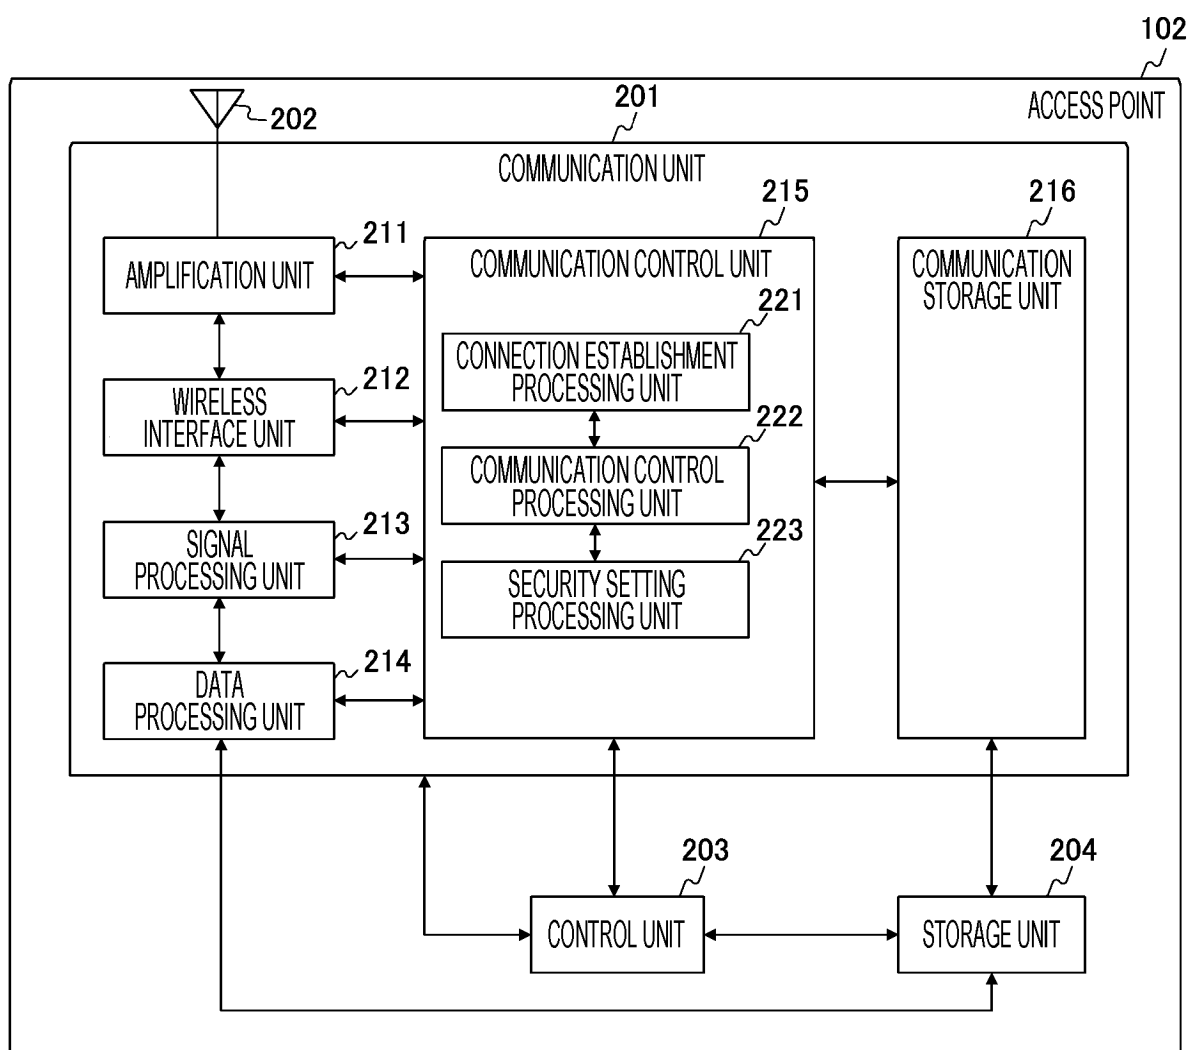 102
ACCESS POINT
202
201
COMMUNICATION UNIT
211
AMPLIFICATION UNIT
212
WIRELESS
INTERFACE UNIT
213
SIGNAL
PROCESSING UNIT
214
DATA
PROCESSING UNIT
215
COMMUNICATION CONTROL UNIT
221
CONNECTION ESTABLISHMENT
PROCESSING UNIT
222
COMMUNICATION CONTROL
PROCESSING UNIT
223
SECURITY SETTING
PROCESSING UNIT
216
COMMUNICATION
STORAGE UNIT
203
CONTROL UNIT
204
STORAGE UNIT